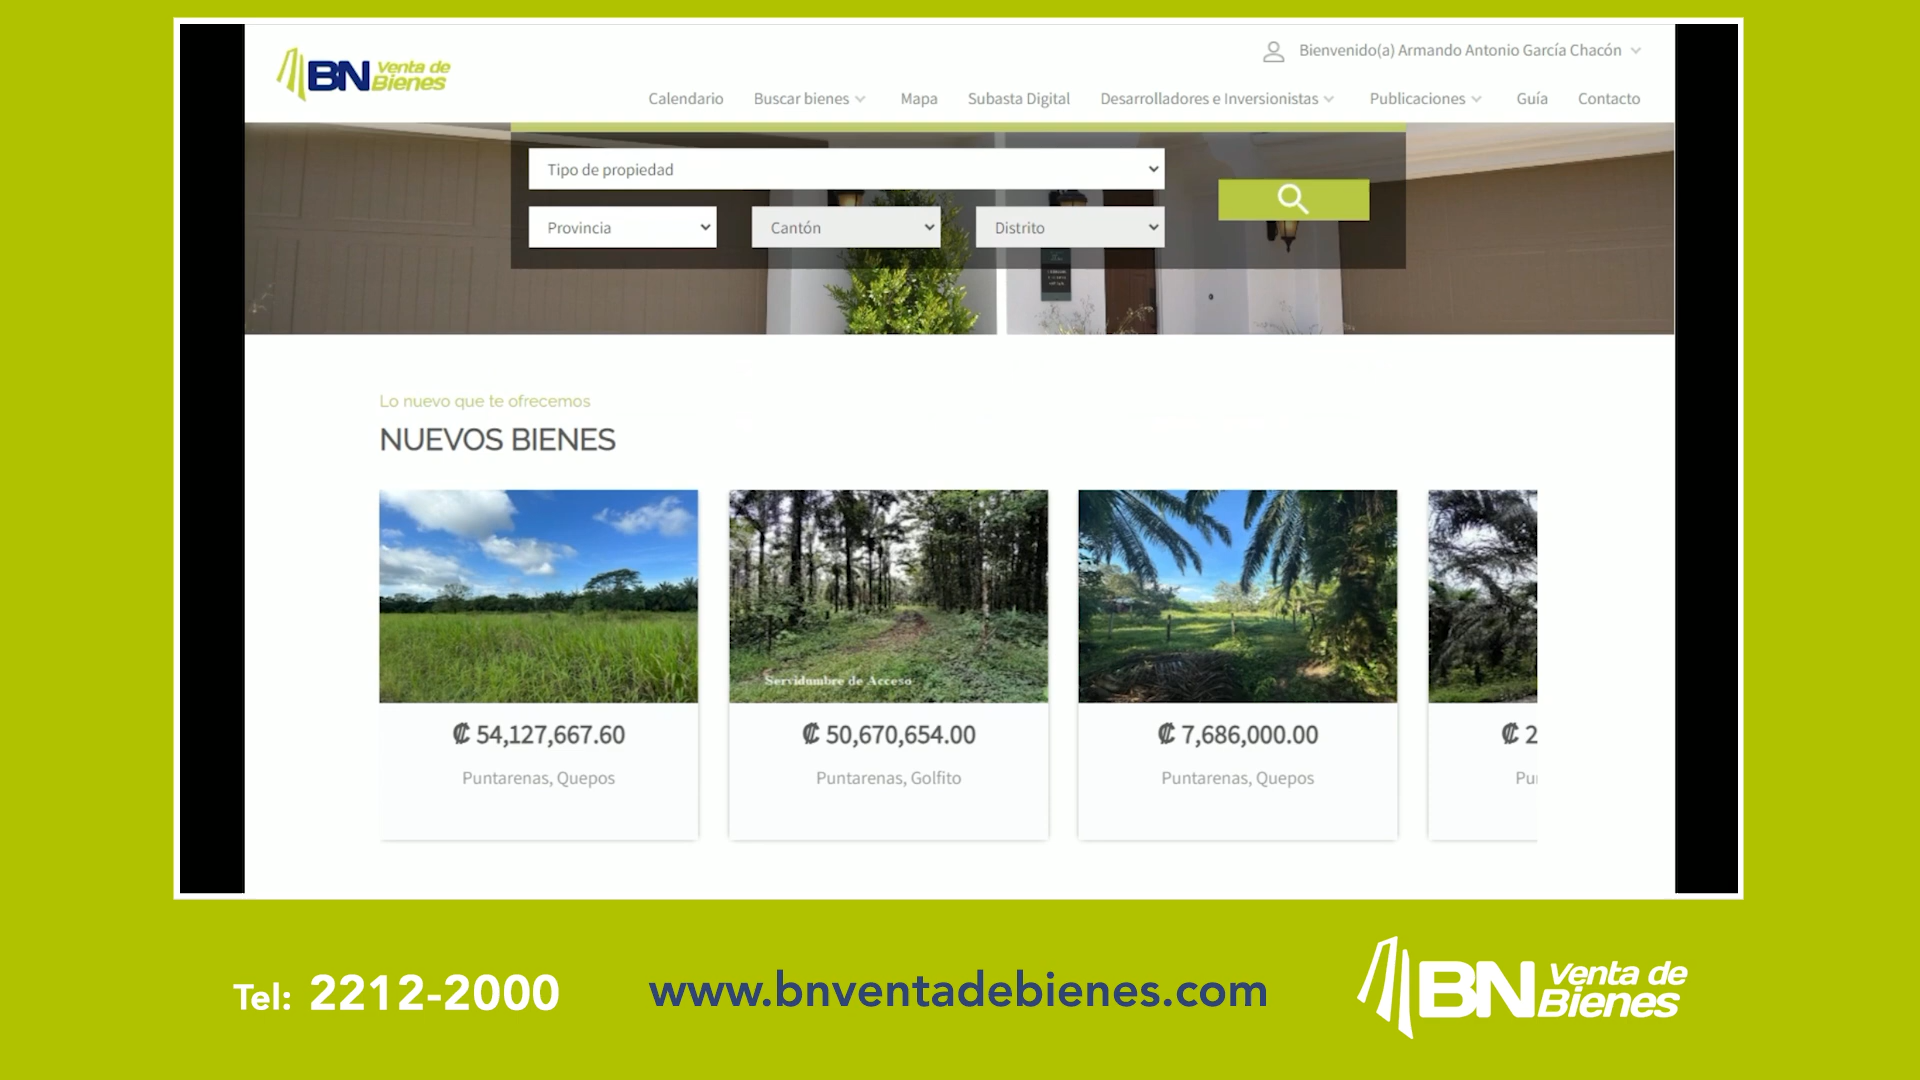 BN Venta de Bienes
Bienvenido(a) Armando Antonio García Chacón
Calendario Buscar bienes Mapa Subasta Digital Desarrolladores e Inversionistas Publicaciones Guía Contacto
Tipo de propiedad
Provincia Cantón Distrito
Lo nuevo que te ofrecemos
NUEVOS BIENES
Servidumbre de Acceso
₡ 54,127,667.60
Puntarenas, Quepos
₡ 50,670,654.00
Puntarenas, Golfito
₡ 7,686,000.00
Puntarenas, Quepos
₡ 2
Pu
Tel: 2212-2000
www.bnventadebienes.com
BN Venta de Bienes